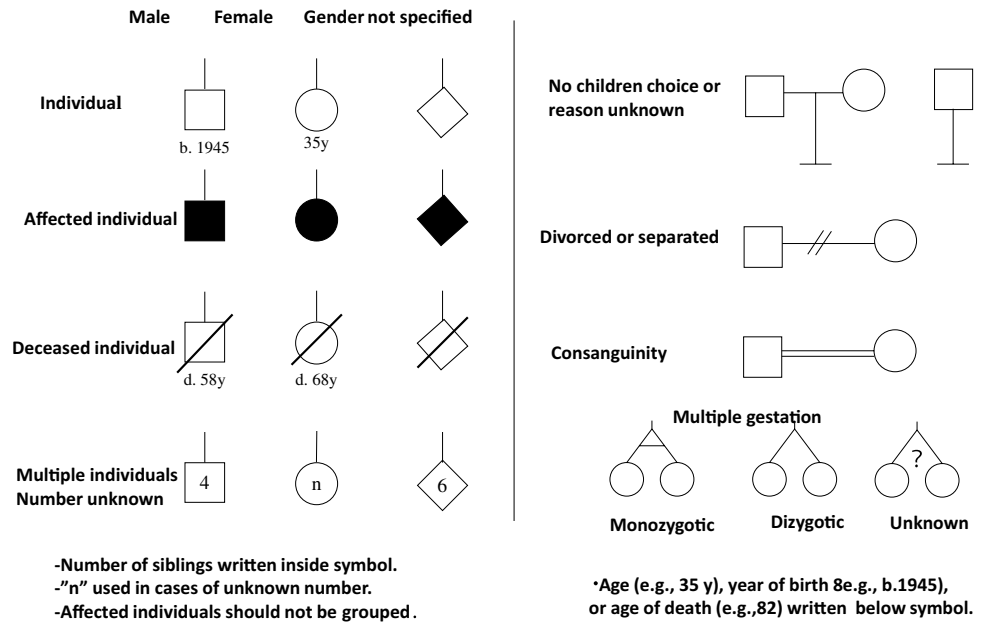 Male Female Gender not specified
Individual
b. 1945 35y
Affected individual
Deceased individual
d. 58y d. 68y
Multiple individuals
Number unknown
4 n 6
-Number of siblings written inside symbol.
-”n” used in cases of unknown number.
-Affected individuals should not be grouped.
No children choice or
reason unknown
Divorced or separated
Consanguinity
Multiple gestation
?
Monozygotic Dizygotic Unknown
•Age (e.g., 35 y), year of birth 8e.g., b.1945),
or age of death (e.g.,82) written below symbol.